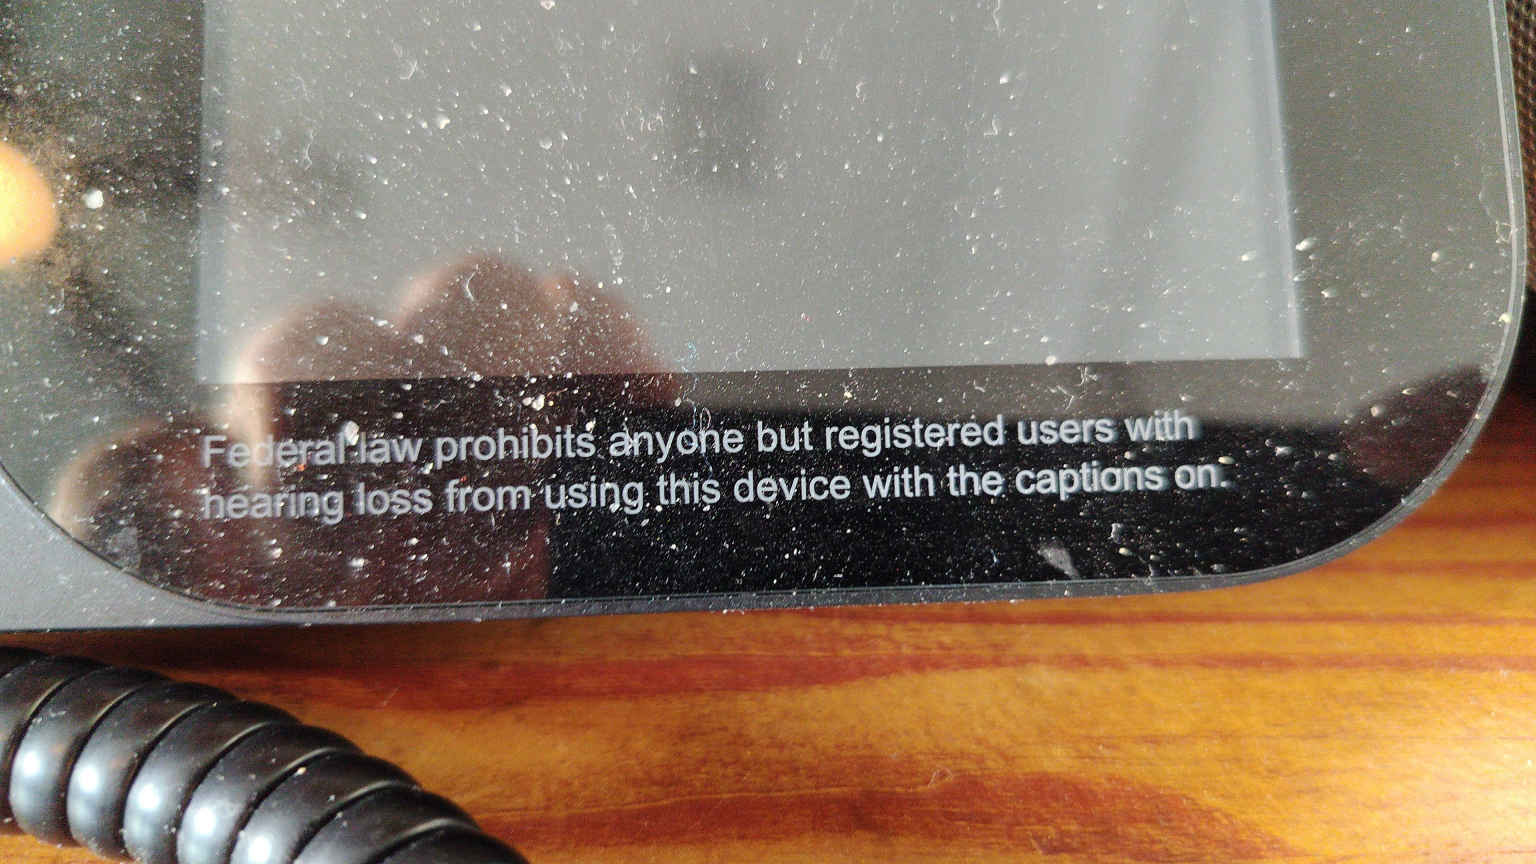 Federal law prohibits anyone but registered users with
hearing loss from using this device with the captions on.